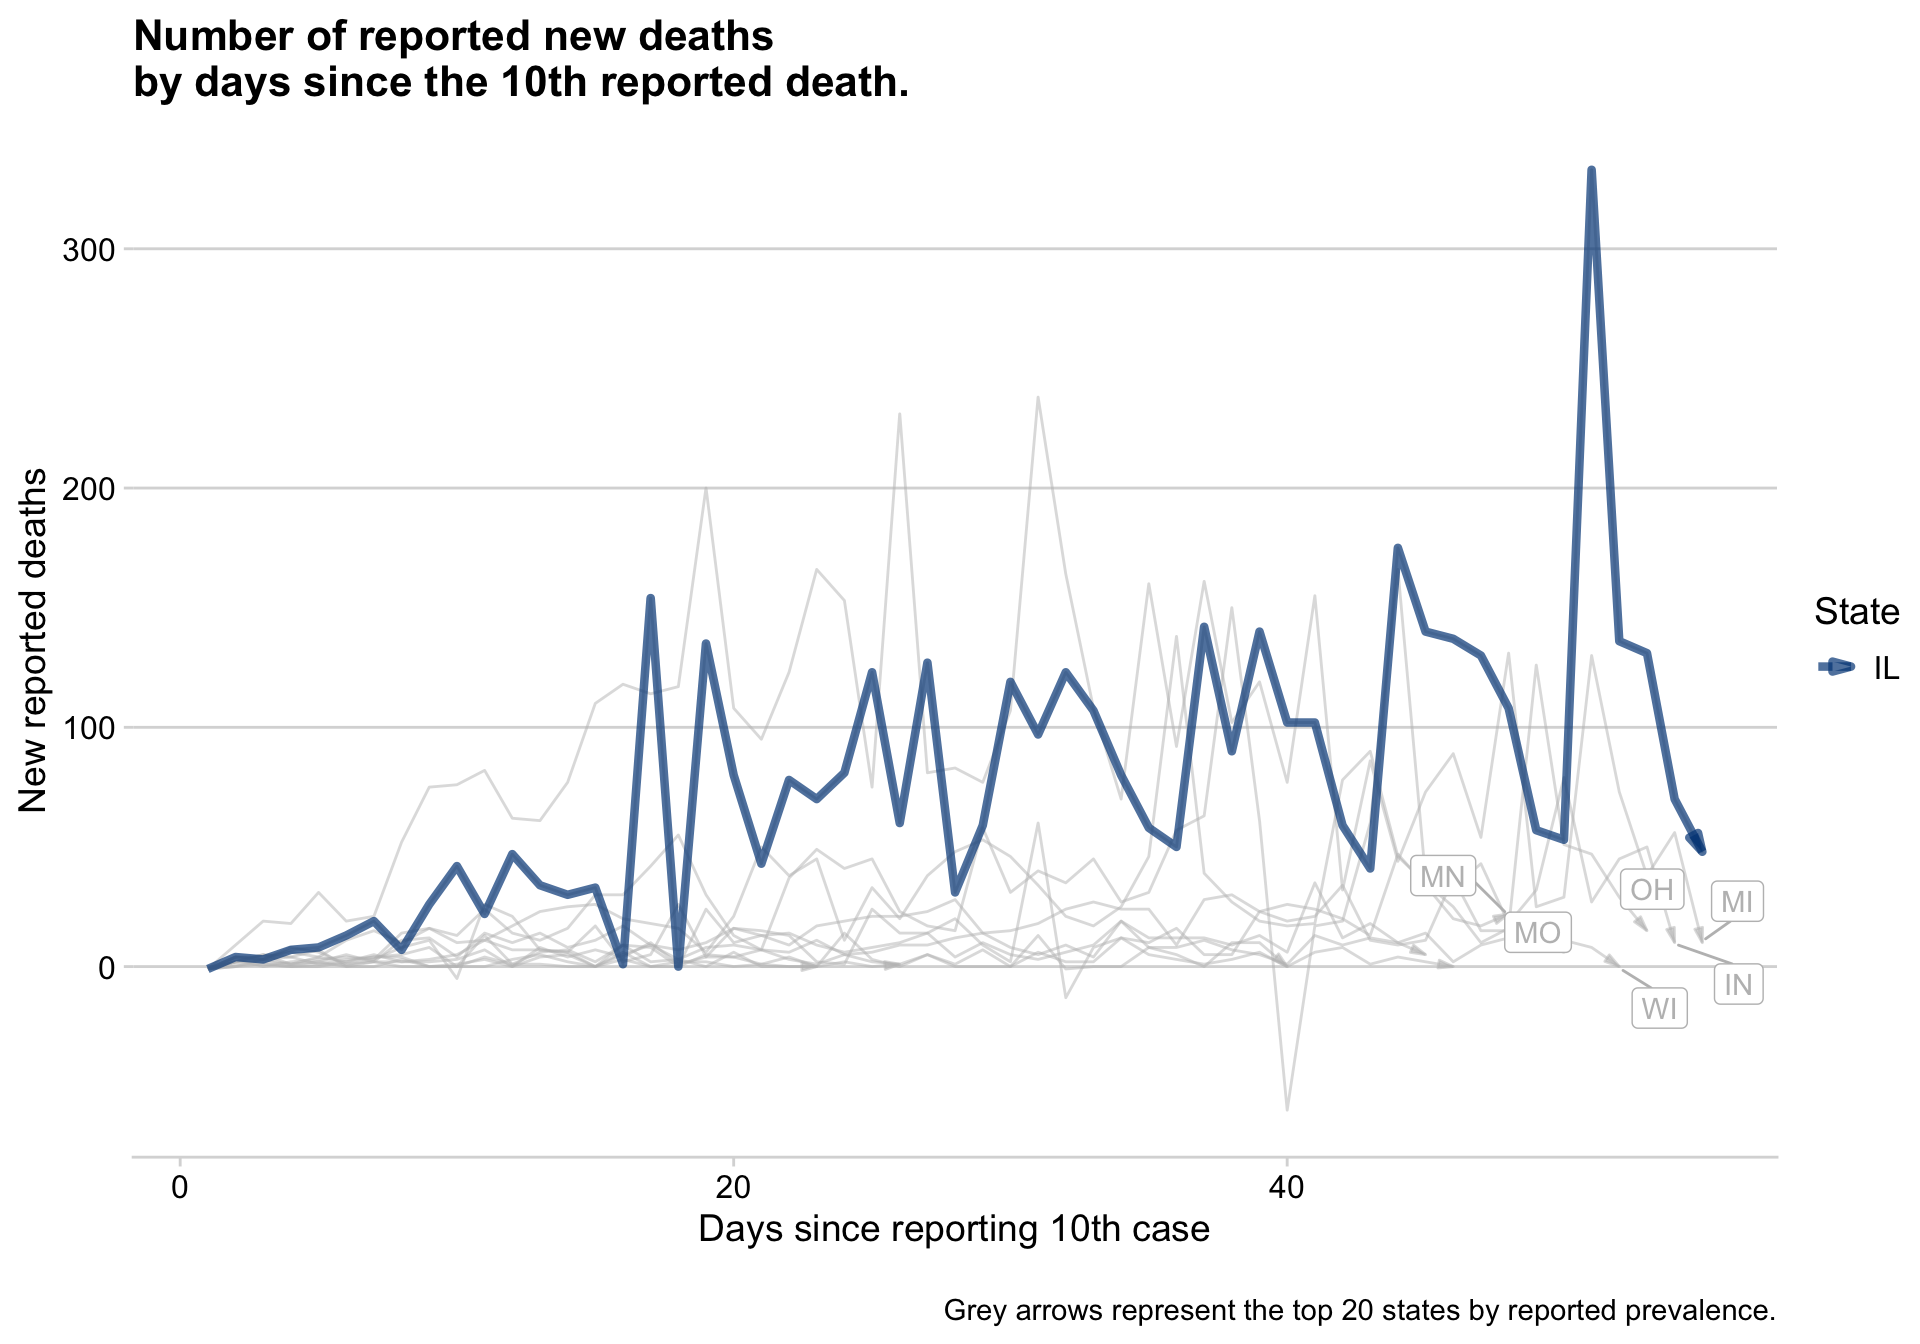 Number of reported new deaths
by days since the 10th reported death.
New reported deaths
300
200
100
0
MN
MO
OH
MI
IN
WI
State
IL
0
20
40
Days since reporting 10th case
Grey arrows represent the top 20 states by reported prevalence.